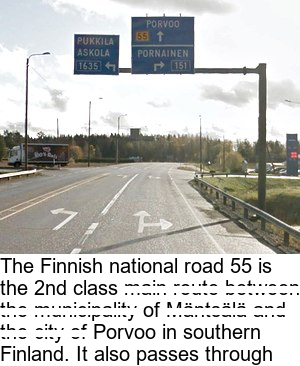 PUKKILA
ASKOLA
1635
PORVOO
55
PORNAINEN
151
The Finnish national road 55 is
the 2nd class main route between
the municipality of Mäntsälä and
the city of Porvoo in southern
Finland. It also passes through